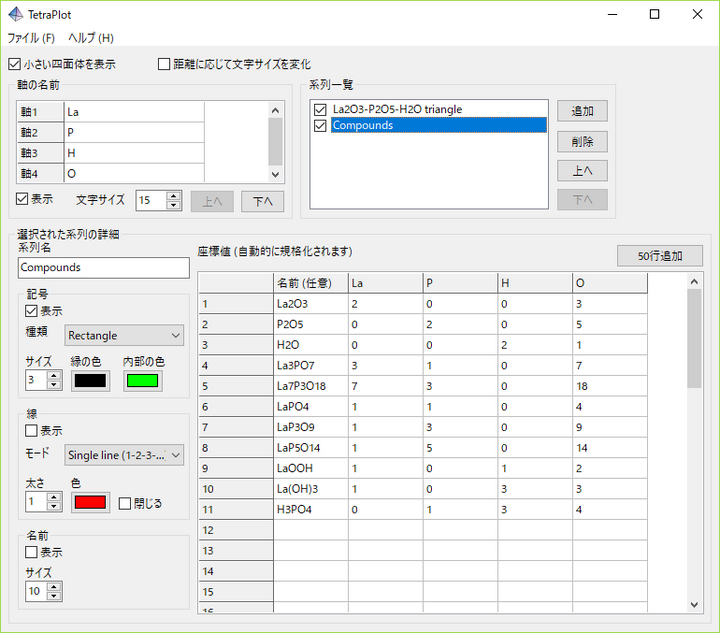 TetraPlot
ファイル (F) ヘルプ (H)
小さい四面体を表示 距離に応じて文字サイズを変化
軸の名前
軸1 La
軸2 P
軸3 H
軸4 O
表示 文字サイズ 15 上へ 下へ
系列一覧
La2O3-P2O5-H2O triangle
Compounds
追加
削除
上へ
下へ
選択された系列の詳細
系列名
Compounds
記号
表示
種類 Rectangle
サイズ 縁の色 内部の色
3
線
表示
モード Single line (1-2-3-...
太さ 色
1 閉じる
名前
表示
サイズ
10
座標値 (自動的に規格化されます) 50行追加
名前 (任意) La P H O
1 La2O3 2 0 0 3
2 P2O5 0 2 0 5
3 H2O 0 0 2 1
4 La3PO7 3 1 0 7
5 La7P3O18 7 3 0 18
6 LaPO4 1 1 0 4
7 LaP3O9 1 3 0 9
8 LaP5O14 1 5 0 14
9 LaOOH 1 0 1 2
10 La(OH)3 1 0 3 3
11 H3PO4 0 1 3 4
12
13
14
15
16